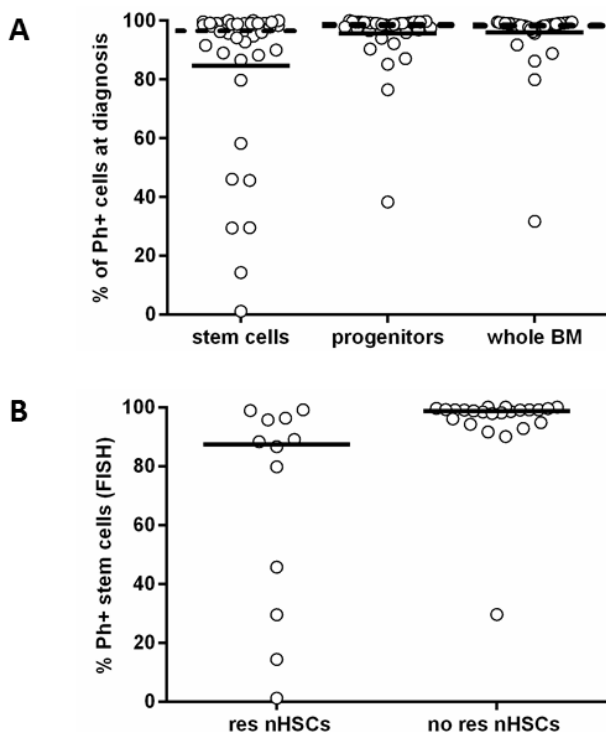 A
% of Ph+ cells at diagnosis
100
80
60
40
20
0
stem cells progenitors whole BM
B
% Ph+ stem cells (FISH)
100
80
60
40
20
0
res nHSCs no res nHSCs